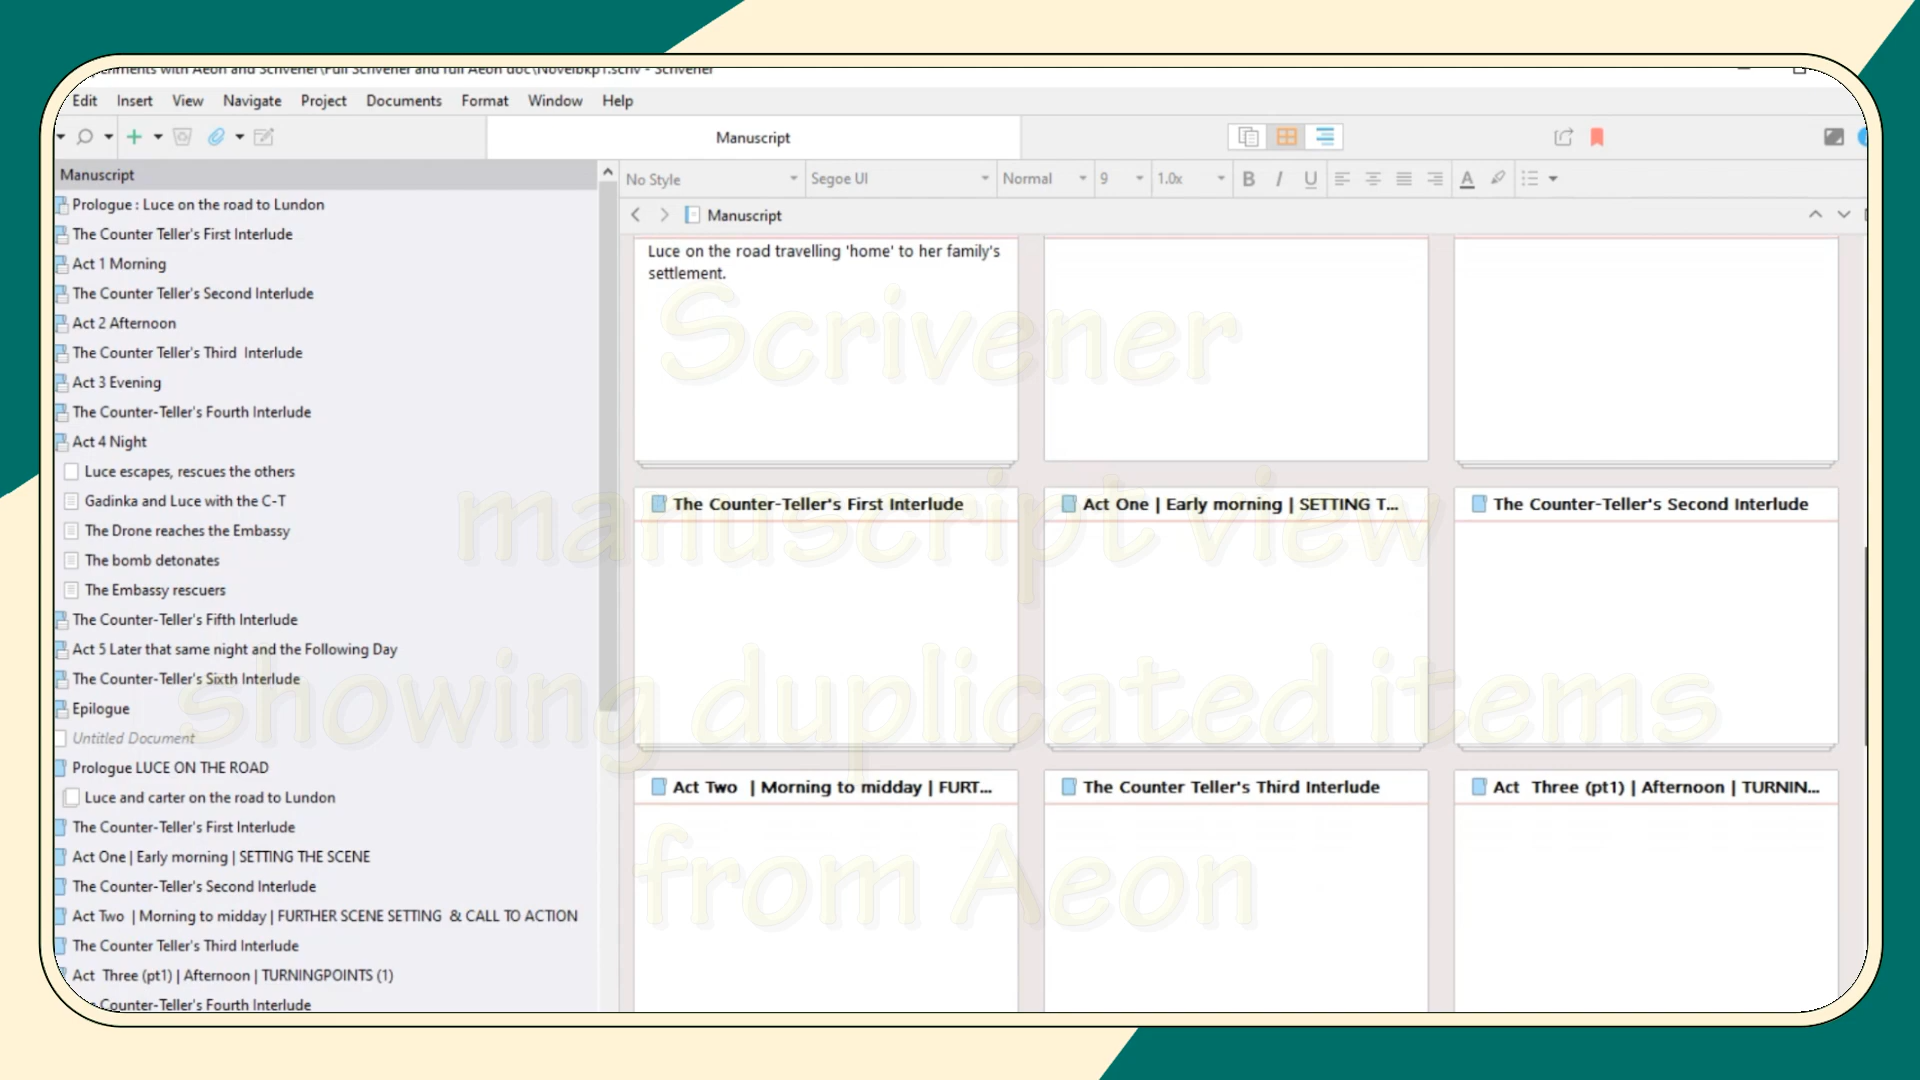 Edit Insert View Navigate Project Documents Format Window Help
Manuscript
Manuscript
Prologue : Luce on the road to Lundon
The Counter Teller's First Interlude
Act 1 Morning
The Counter Teller's Second Interlude
Act 2 Afternoon
The Counter Teller's Third  Interlude
Act 3 Evening
The Counter-Teller's Fourth Interlude
Act 4 Night
Luce escapes, rescues the others
Gadinka and Luce with the C-T
The Drone reaches the Embassy
The bomb detonates
The Embassy rescuers
The Counter-Teller's Fifth Interlude
Act 5 Later that same night and the Following Day
The Counter-Teller's Sixth Interlude
Epilogue
Untitled Document
Prologue LUCE ON THE ROAD
Luce and carter on the road to Lundon
The Counter-Teller's First Interlude
Act One | Early morning | SETTING THE SCENE
The Counter-Teller's Second Interlude
Act Two  | Morning to midday | FURTHER SCENE SETTING  & CALL TO ACTION
The Counter Teller's Third Interlude
Act  Three (pt1) | Afternoon | TURNINGPOINTS (1)
Counter-Teller's Fourth Interlude
No Style Segoe UI Normal 9 1.0x B I U A
Manuscript
Luce on the road travelling 'home' to her family's
settlement.
The Counter-Teller's First Interlude
Act One | Early morning | SETTING T...
The Counter-Teller's Second Interlude
Act Two  | Morning to midday | FURT...
The Counter Teller's Third Interlude
Act  Three (pt1) | Afternoon | TURNIN...
Scrivener
manuscript view
showing duplicated items
from Aeon